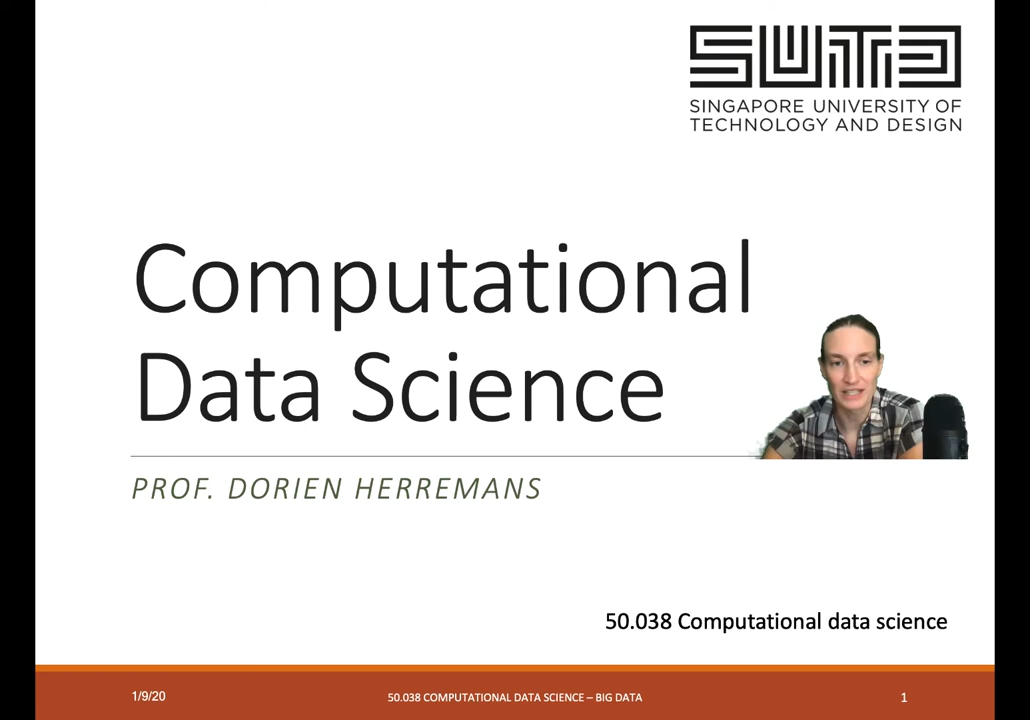 SUTD
SINGAPORE UNIVERSITY OF
TECHNOLOGY AND DESIGN
Computational
Data Science
PROF. DORIEN HERREMANS
50.038 Computational data science
1/9/20
50.038 COMPUTATIONAL DATA SCIENCE – BIG DATA
1